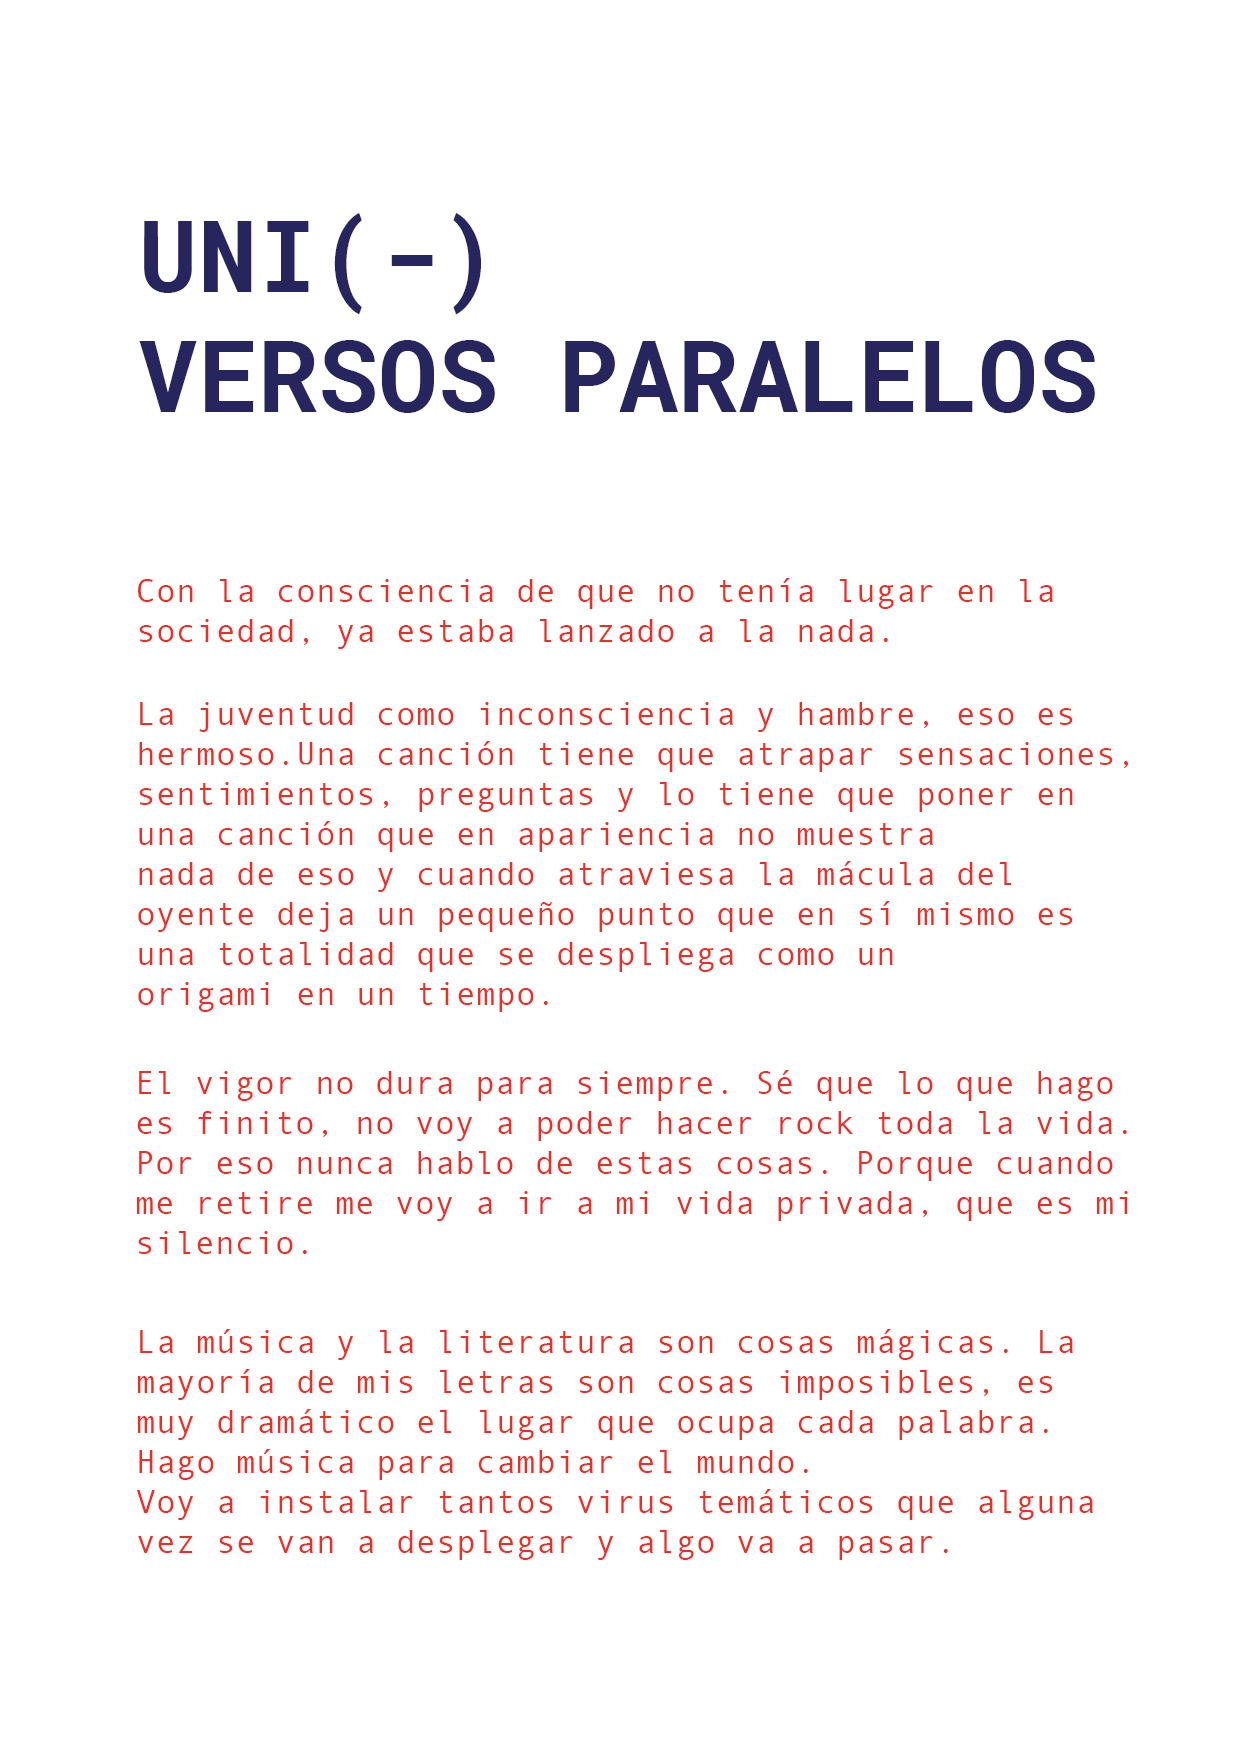 UNI(-)
VERSOS PARALELOS
Con la consciencia de que no tenía lugar en la
sociedad, ya estaba lanzado a la nada.
La juventud como inconsciencia y hambre, eso es
hermoso.Una canción tiene que atrapar sensaciones,
sentimientos, preguntas y lo tiene que poner en
una canción que en apariencia no muestra
nada de eso y cuando atraviesa la mácula del
oyente deja un pequeño punto que en sí mismo es
una totalidad que se despliega como un
origami en un tiempo.
El vigor no dura para siempre. Sé que lo que hago
es finito, no voy a poder hacer rock toda la vida.
Por eso nunca hablo de estas cosas. Porque cuando
me retire me voy a ir a mi vida privada, que es mi
silencio.
La música y la literatura son cosas mágicas. La
mayoría de mis letras son cosas imposibles, es
muy dramático el lugar que ocupa cada palabra.
Hago música para cambiar el mundo.
Voy a instalar tantos virus temáticos que alguna
vez se van a desplegar y algo va a pasar.